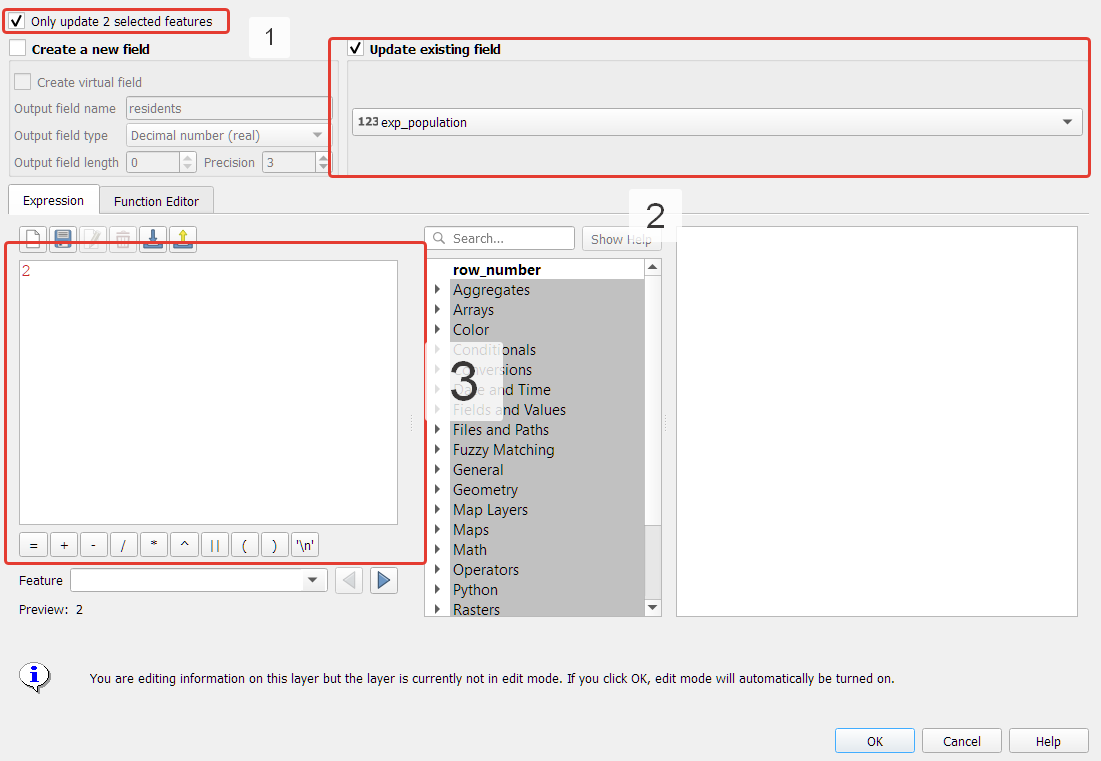 Only update 2 selected features
1
Create a new field
Update existing field
Create virtual field
Output field name residents
123 exp_population
Output field type Decimal number (real)
Output field length 0 Precision 3
Expression Function Editor
2
Search... Show Help
2
row_number
Aggregates
Arrays
Color
Conditionals
Conversions
3
Date and Time
Fields and Values
Files and Paths
Fuzzy Matching
General
Geometry
Map Layers
Maps
Math
Operators
Python
Rasters
= + - / * ^ || ( ) '\n'
Feature
Preview: 2
You are editing information on this layer but the layer is currently not in edit mode. If you click OK, edit mode will automatically be turned on.
OK Cancel Help